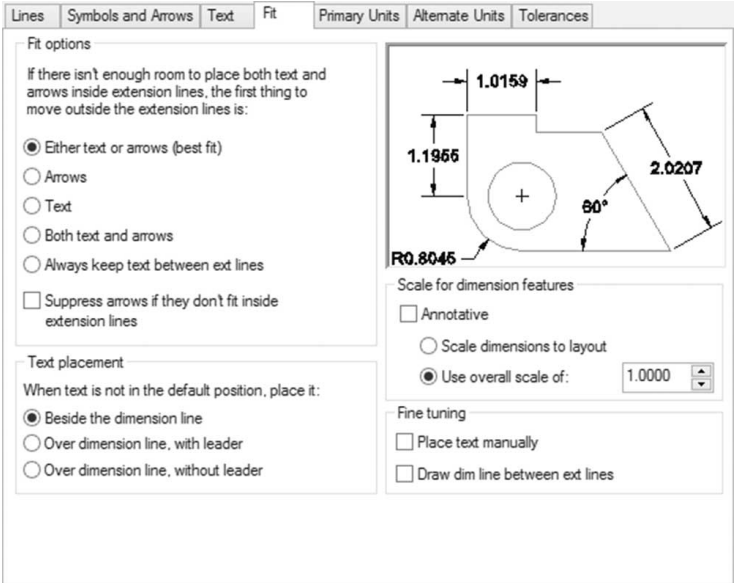 Lines Symbols and Arrows Text Fit Primary Units Alternate Units Tolerances
Fit options
If there isn't enough room to place both text and
arrows inside extension lines, the first thing to
move outside the extension lines is:
Either text or arrows (best fit)
Arrows
Text
Both text and arrows
Always keep text between ext lines
Suppress arrows if they don't fit inside
extension lines
Text placement
When text is not in the default position, place it:
Beside the dimension line
Over dimension line, with leader
Over dimension line, without leader
1.0159
1.1955
2.0207
60°
R0.8045
Scale for dimension features
Annotative
Scale dimensions to layout
Use overall scale of: 1.0000
Fine tuning
Place text manually
Draw dim line between ext lines